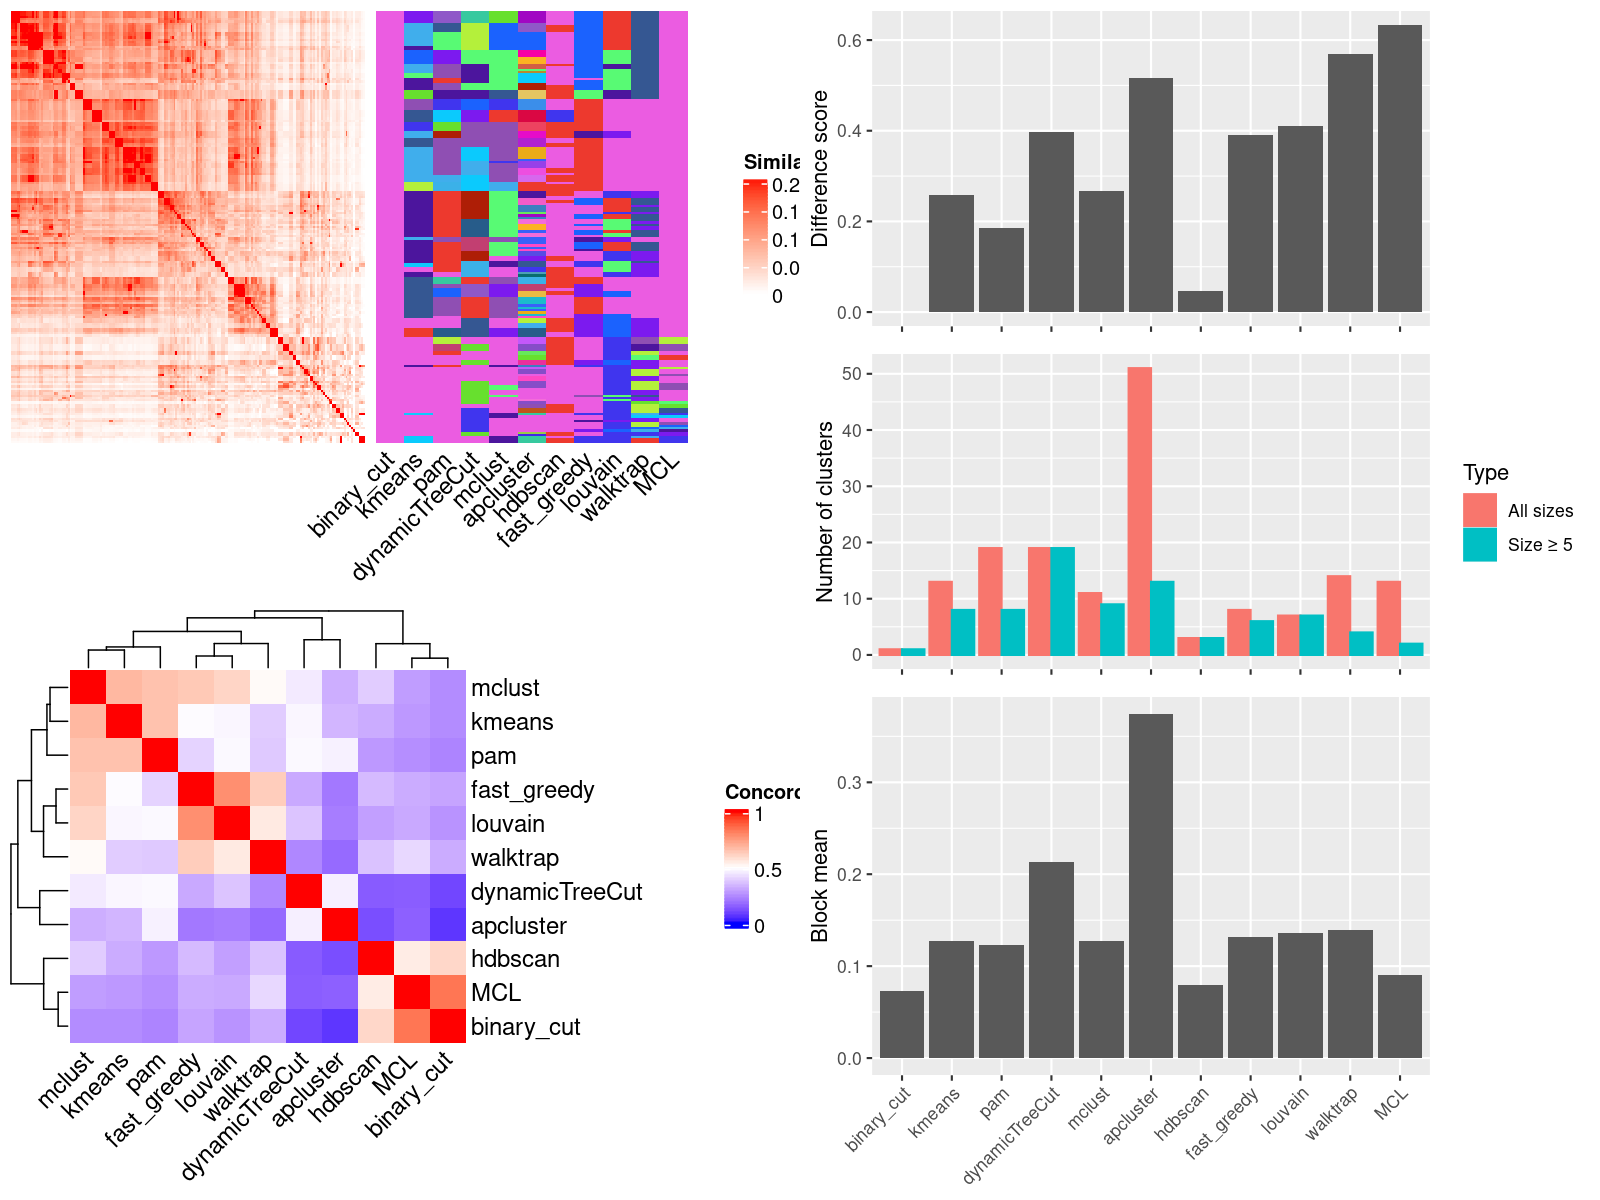 Simila
0.2
0.1
0.1
0.0
0
binary_cut
kmeans
pam
dynamicTreeCut
mclust
apcluster
hdbscan
fast_greedy
louvain
walktrap
MCL
mclust
kmeans
pam
fast_greedy
louvain
walktrap
dynamicTreeCut
apcluster
hdbscan
MCL
binary_cut
mclust
kmeans
pam
fast_greedy
louvain
walktrap
dynamicTreeCut
apcluster
hdbscan
MCL
binary_cut
Concord
1
0.5
0
Difference score
0.6
0.4
0.2
0.0
Number of clusters
50
40
30
20
10
0
Type
All sizes
Size ≥ 5
Block mean
0.3
0.2
0.1
0.0
binary_cut
kmeans
pam
dynamicTreeCut
mclust
apcluster
hdbscan
fast_greedy
louvain
walktrap
MCL